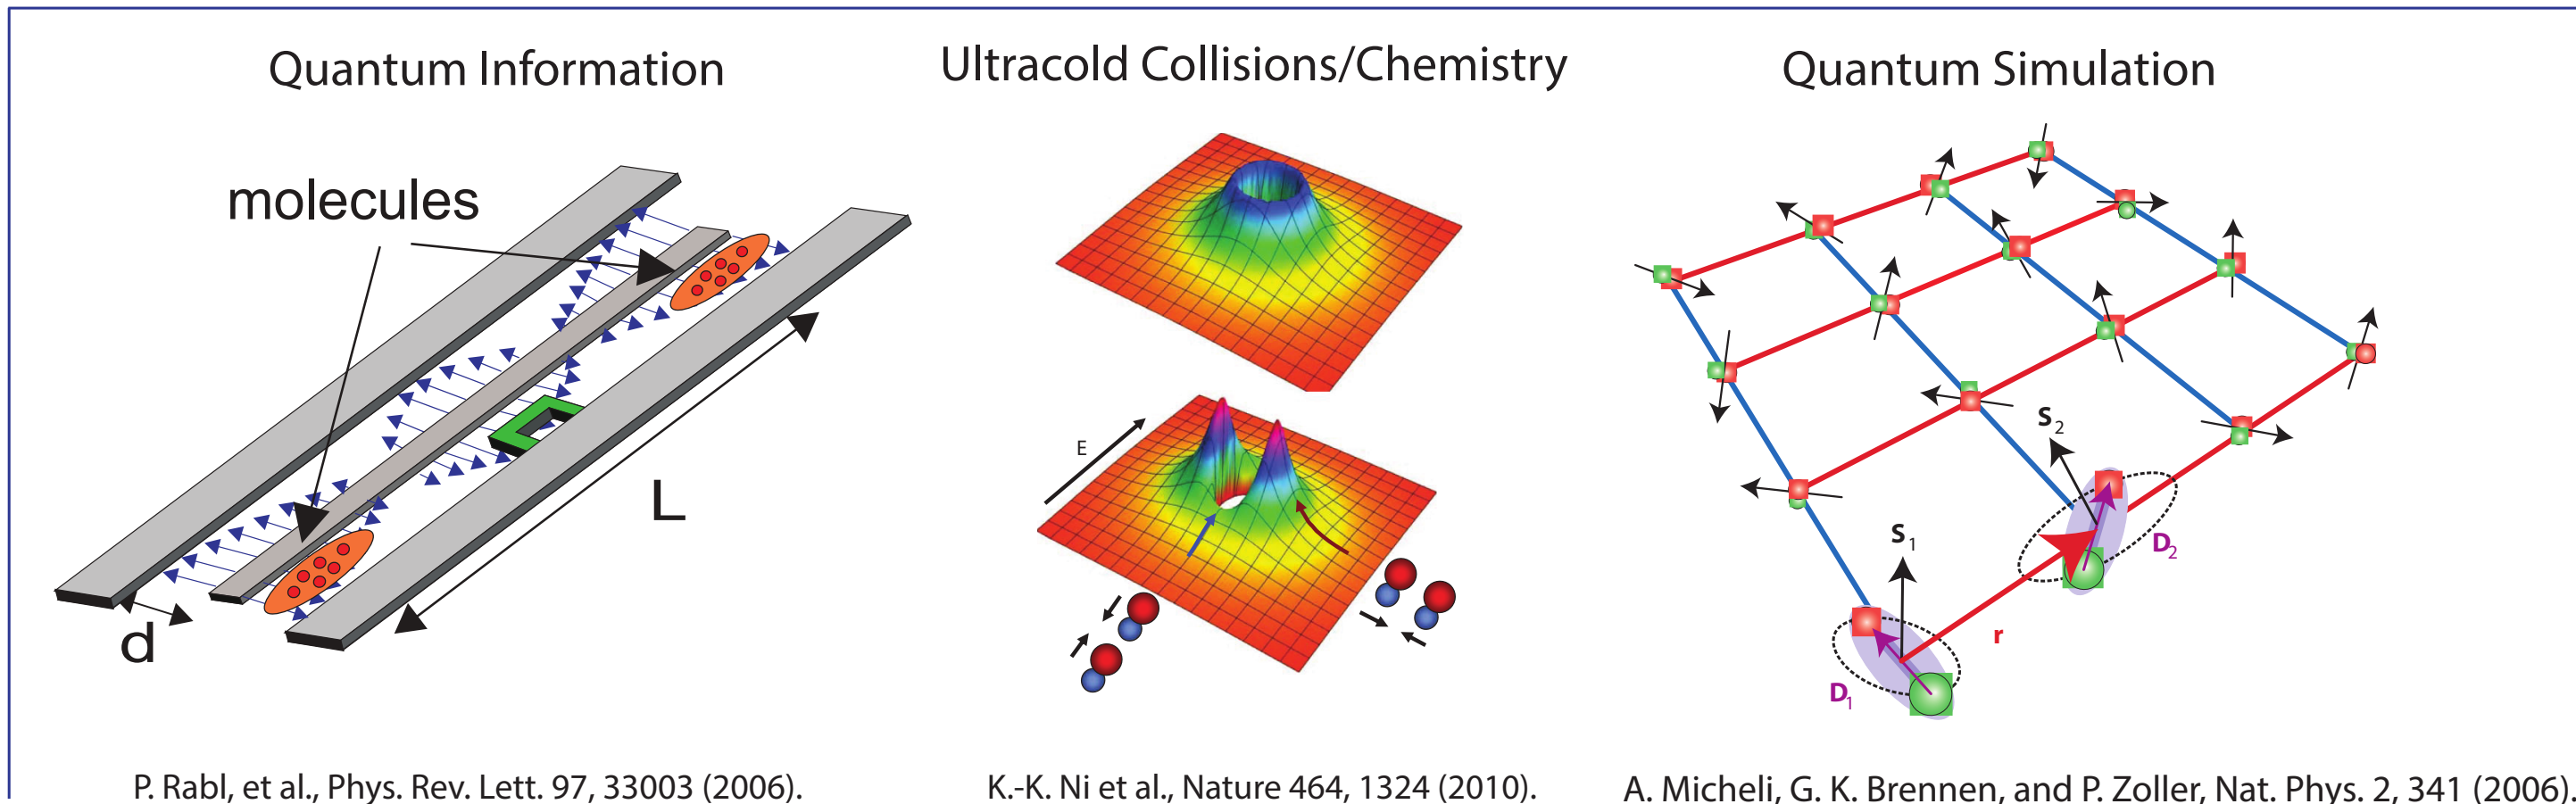 Quantum Information
molecules
L
d
P. Rabl, et al., Phys. Rev. Lett. 97, 33003 (2006).
Ultracold Collisions/Chemistry
E
K.-K. Ni et al., Nature 464, 1324 (2010).
Quantum Simulation
S2
D2
S1
r
D1
A. Micheli, G. K. Brennen, and P. Zoller, Nat. Phys. 2, 341 (2006)